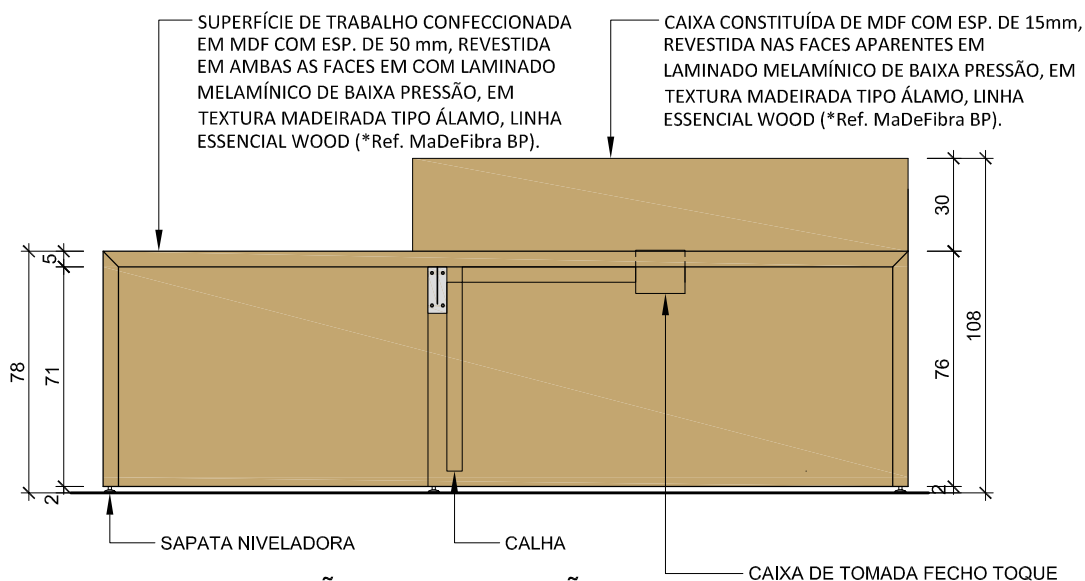 SUPERFÍCIE DE TRABALHO CONFECCIONADA
EM MDF COM ESP. DE 50 mm, REVESTIDA
EM AMBAS AS FACES EM COM LAMINADO
MELAMÍNICO DE BAIXA PRESSÃO, EM
TEXTURA MADEIRADA TIPO ÁLAMO, LINHA
ESSENCIAL WOOD (*Ref. MaDeFibra BP).
CAIXA CONSTITUÍDA DE MDF COM ESP. DE 15mm,
REVESTIDA NAS FACES APARENTES EM
LAMINADO MELAMÍNICO DE BAIXA PRESSÃO, EM
TEXTURA MADEIRADA TIPO ÁLAMO, LINHA
ESSENCIAL WOOD (*Ref. MaDeFibra BP).
78
5
71
2
30
76
2
108
SAPATA NIVELADORA
CALHA
CAIXA DE TOMADA FECHO TOQUE